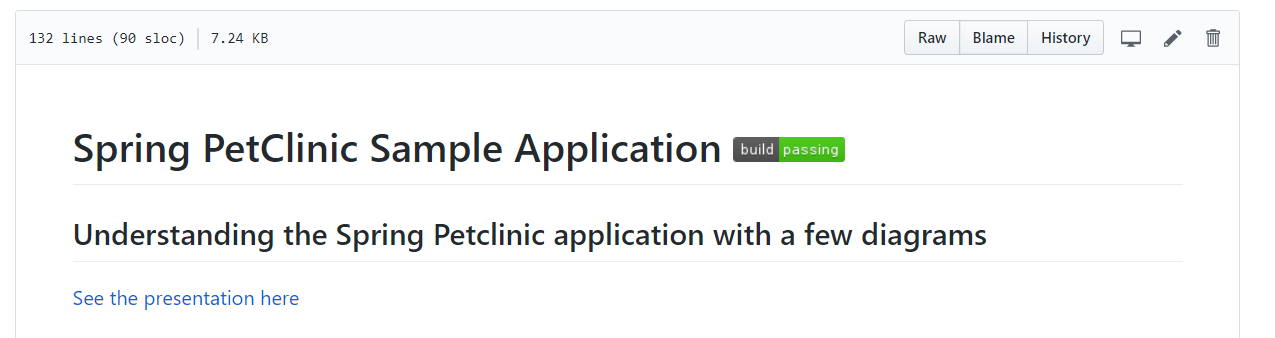 132 lines (90 sloc) 7.24 KB Raw Blame History
Spring PetClinic Sample Application build passing
Understanding the Spring Petclinic application with a few diagrams
See the presentation here